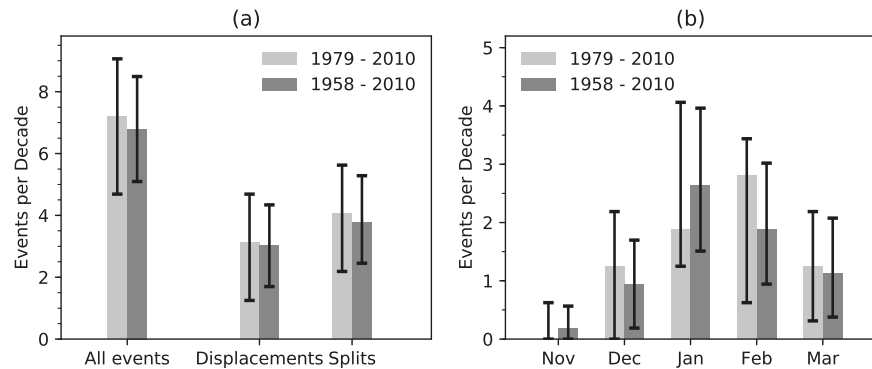 (a)
Events per Decade
8
6
4
2
0
1979 - 2010
1958 - 2010
All events Displacements Splits
(b)
Events per Decade
5
4
3
2
1
0
1979 - 2010
1958 - 2010
Nov Dec Jan Feb Mar